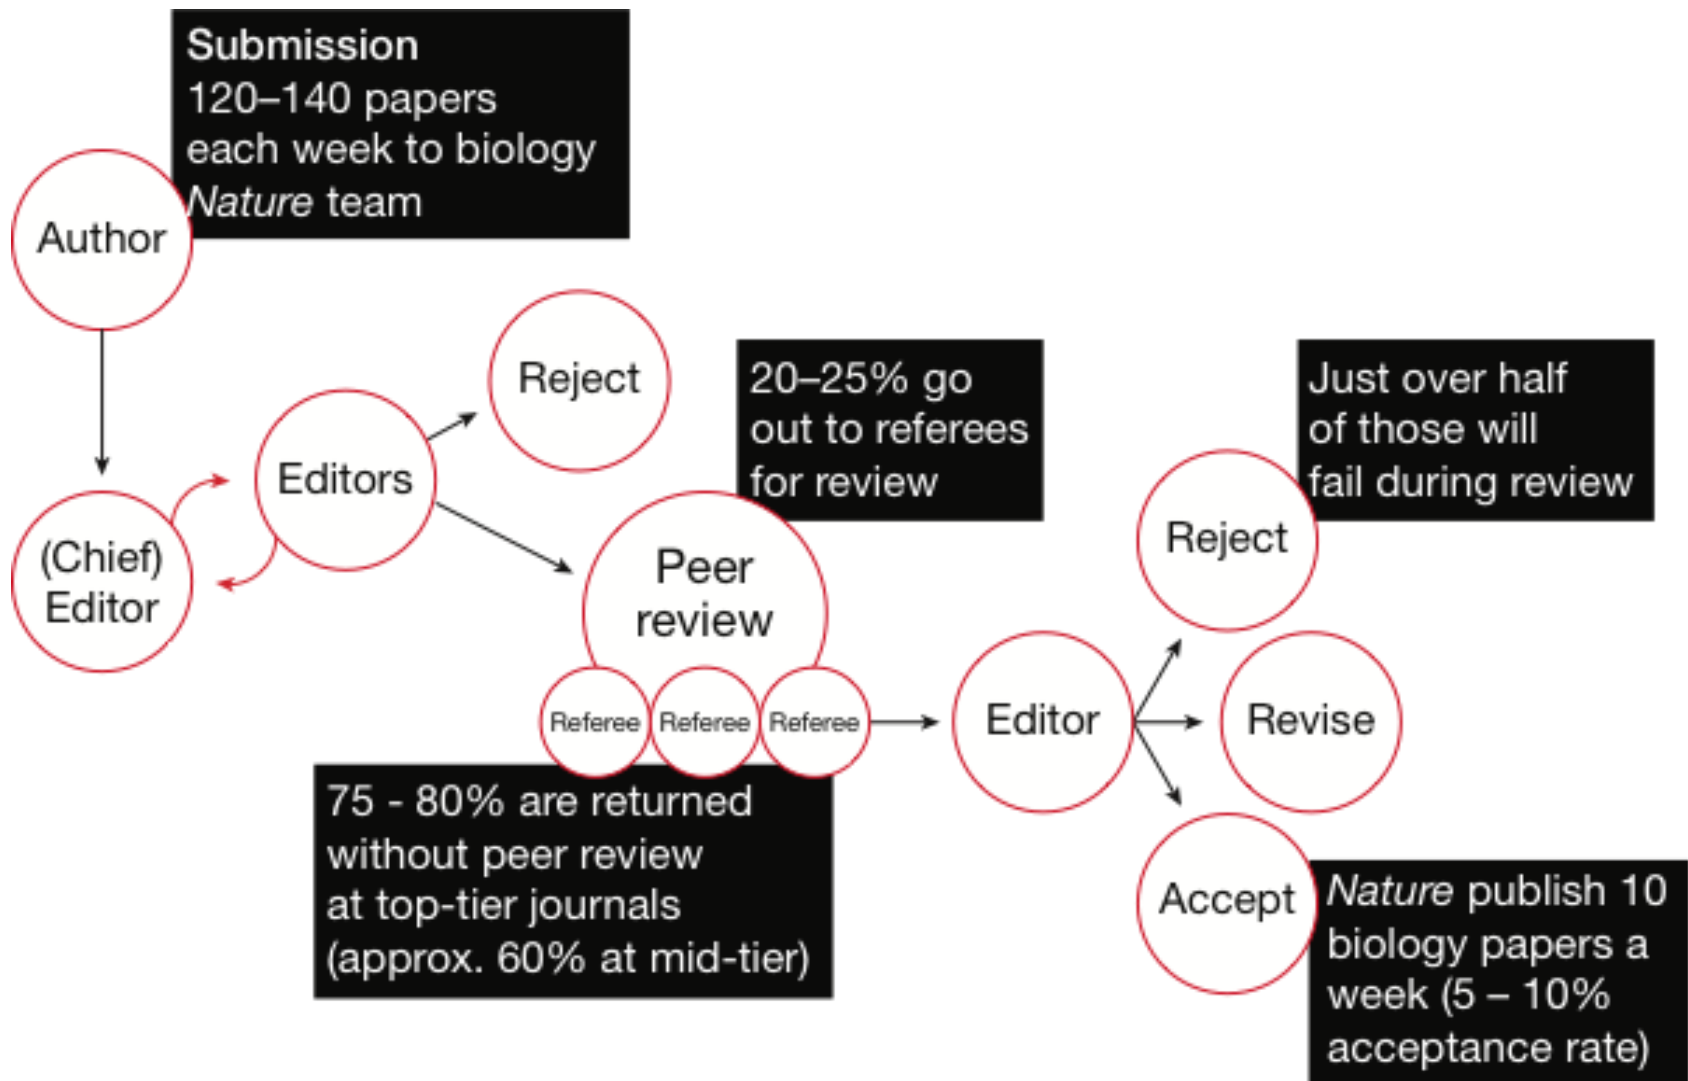 Submission
120–140 papers
each week to biology
Nature team
Author
Reject
20–25% go
out to referees
for review
Just over half
of those will
fail during review
Editors
(Chief)
Editor
Peer
review
Reject
Referee
Referee
Referee
Editor
Revise
75 - 80% are returned
without peer review
at top-tier journals
(approx. 60% at mid-tier)
Accept
Nature publish 10
biology papers a
week (5 – 10%
acceptance rate)